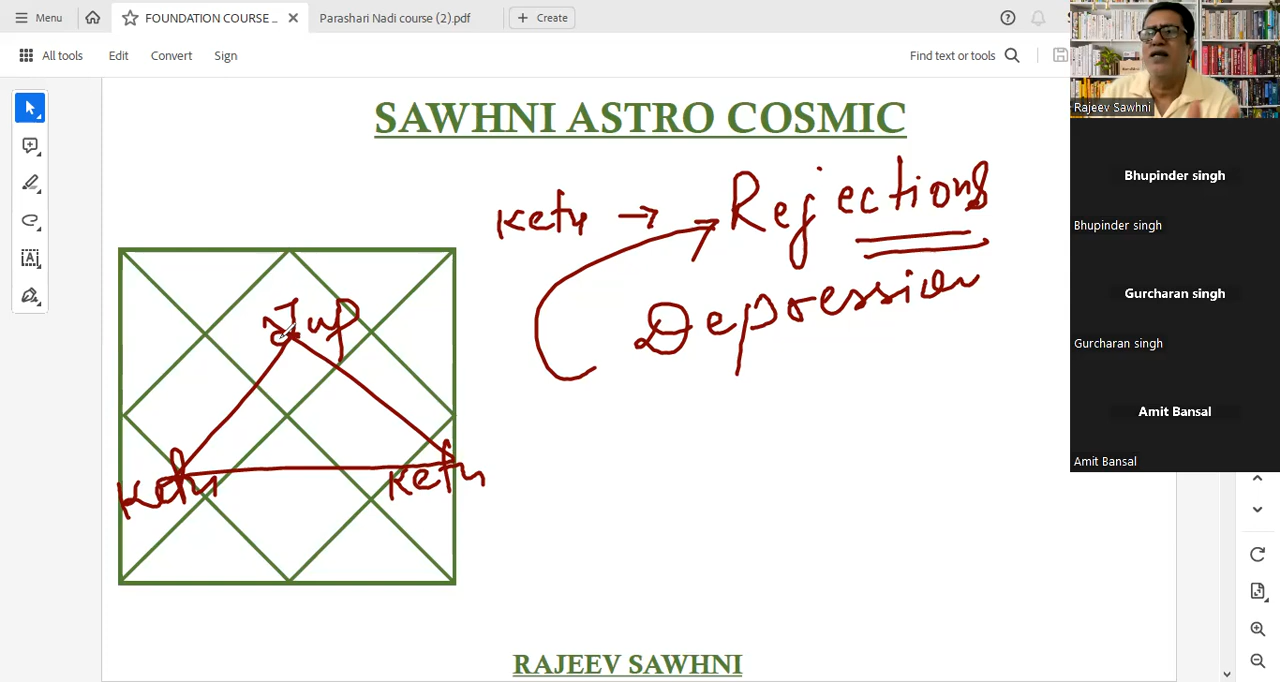 Menu
FOUNDATION COURSE ...
Parashari Nadi course (2).pdf
Create
All tools
Edit
Convert
Sign
Find text or tools
SAWHNI ASTRO COSMIC
Ketu → Rejections
Depression
Jup
Ketu
Ketu
RAJEEV SAWHNI
Rajeev Sawhni
Bhupinder singh
Bhupinder singh
Gurcharan singh
Gurcharan singh
Amit Bansal
Amit Bansal